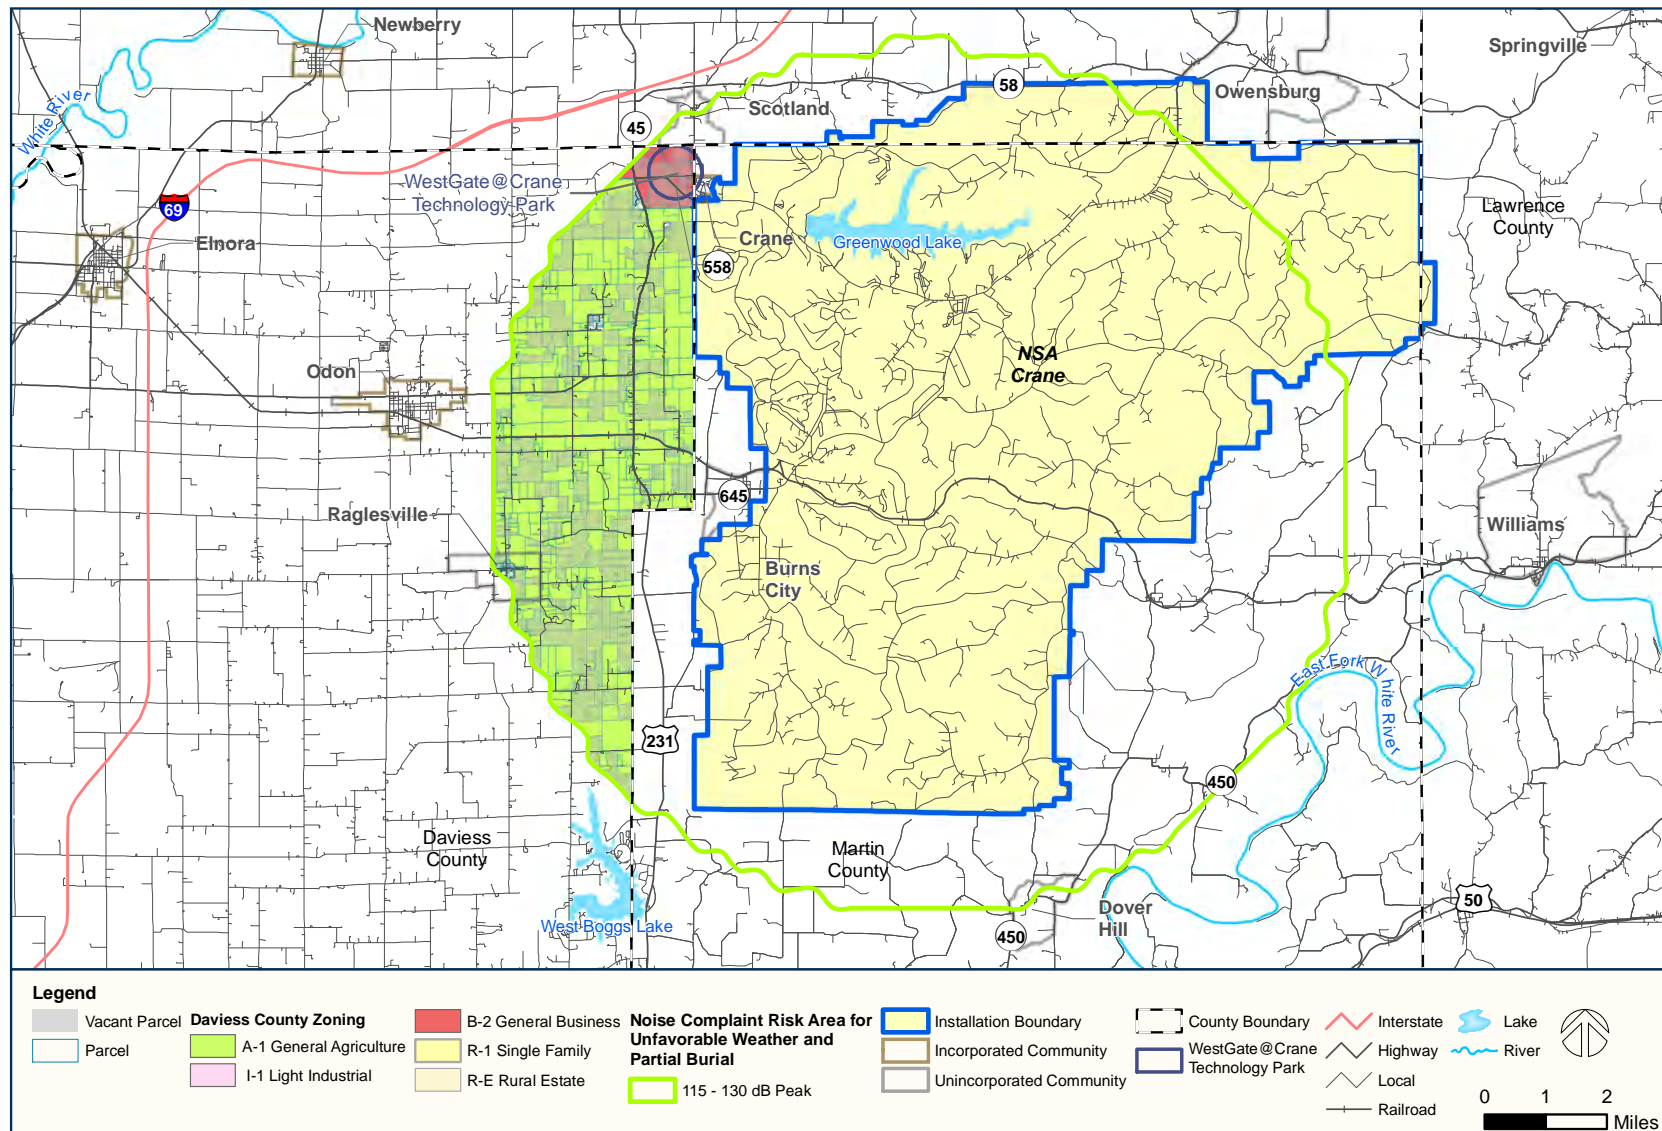 Newberry
Springville
White River
58
Owensburg
Scotland
45
WestGate@Crane
Technology Park
69
Lawrence
County
Elnora
Crane
Greenwood Lake
558
NSA
Crane
Odon
645
Raglesville
Williams
Burns
City
East Fork White River
231
450
Daviess
County
Martin
County
50
Dover
Hill
West Boggs Lake
450
Legend
Vacant Parcel
Parcel
Daviess County Zoning
A-1 General Agriculture
I-1 Light Industrial
B-2 General Business
R-1 Single Family
R-E Rural Estate
Noise Complaint Risk Area for
Unfavorable Weather and
Partial Burial
115 - 130 dB Peak
Installation Boundary
Incorporated Community
Unincorporated Community
County Boundary
WestGate@Crane
Technology Park
Interstate
Highway
Local
Railroad
Lake
River
0 1 2
Miles